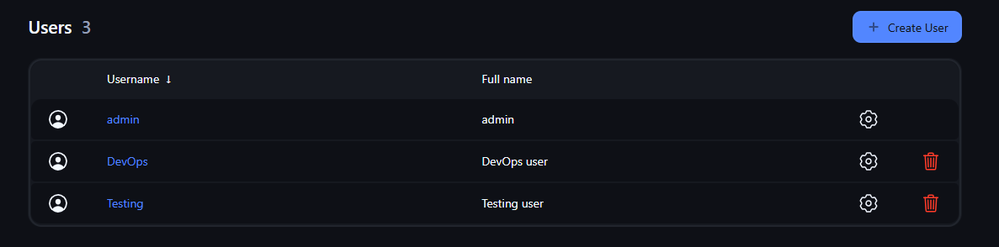 Users 3
+ Create User
Username ↓ Full name
admin admin
DevOps DevOps user
Testing Testing user